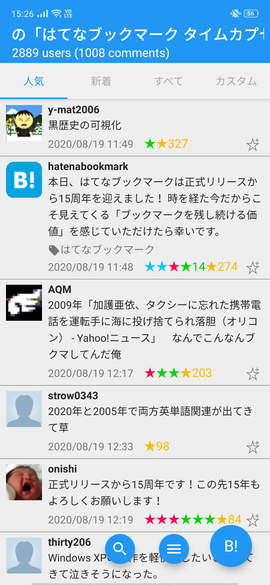 15:26
56
の「はてなブックマーク タイムカプセ
2889 users (1008 comments)
人気 新着 すべて カスタム
y-mat2006
黒歴史の可視化
2020/08/19 11:49 ★★327
B!
hatenabookmark
本日、はてなブックマークは正式リリースか
ら15周年を迎えました！ 時を経た今だからこ
そ見えてくる「ブックマークを残し続ける価
値」を感じていただけたら幸いです。
はてなブックマーク
2020/08/19 11:48 ★★★★14★274
AQM
2009年「加護亜依、タクシーに忘れた携帯電
話を運転手に海に投げ捨てられ落胆（オリコ
ン） - Yahoo!ニュース」　なんでこんなんブ
クマしてんだ俺
2020/08/19 12:17 ★★★★203
strow0343
2020年と2005年で両方英単語関連が出てき
て草
2020/08/19 12:33 ★98
onishi
正式リリースから15周年です！この先15年も
よろしくお願いします！
2020/08/19 12:19 ★★★★★★★84
thirty206
Windows XP
作を軽
きて泣きそうになった。
B!